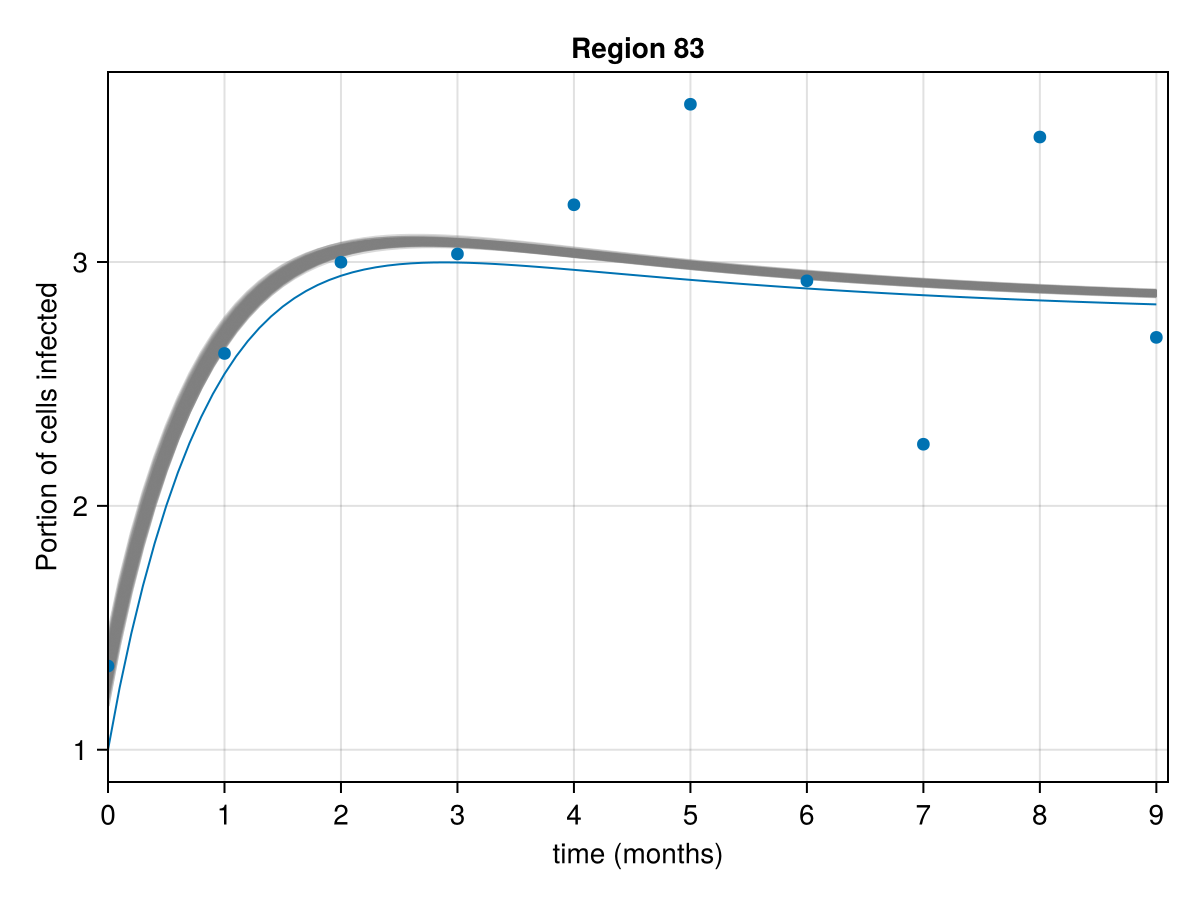 Region 83
Portion of cells infected
3
2
1
0 1 2 3 4 5 6 7 8 9
time (months)